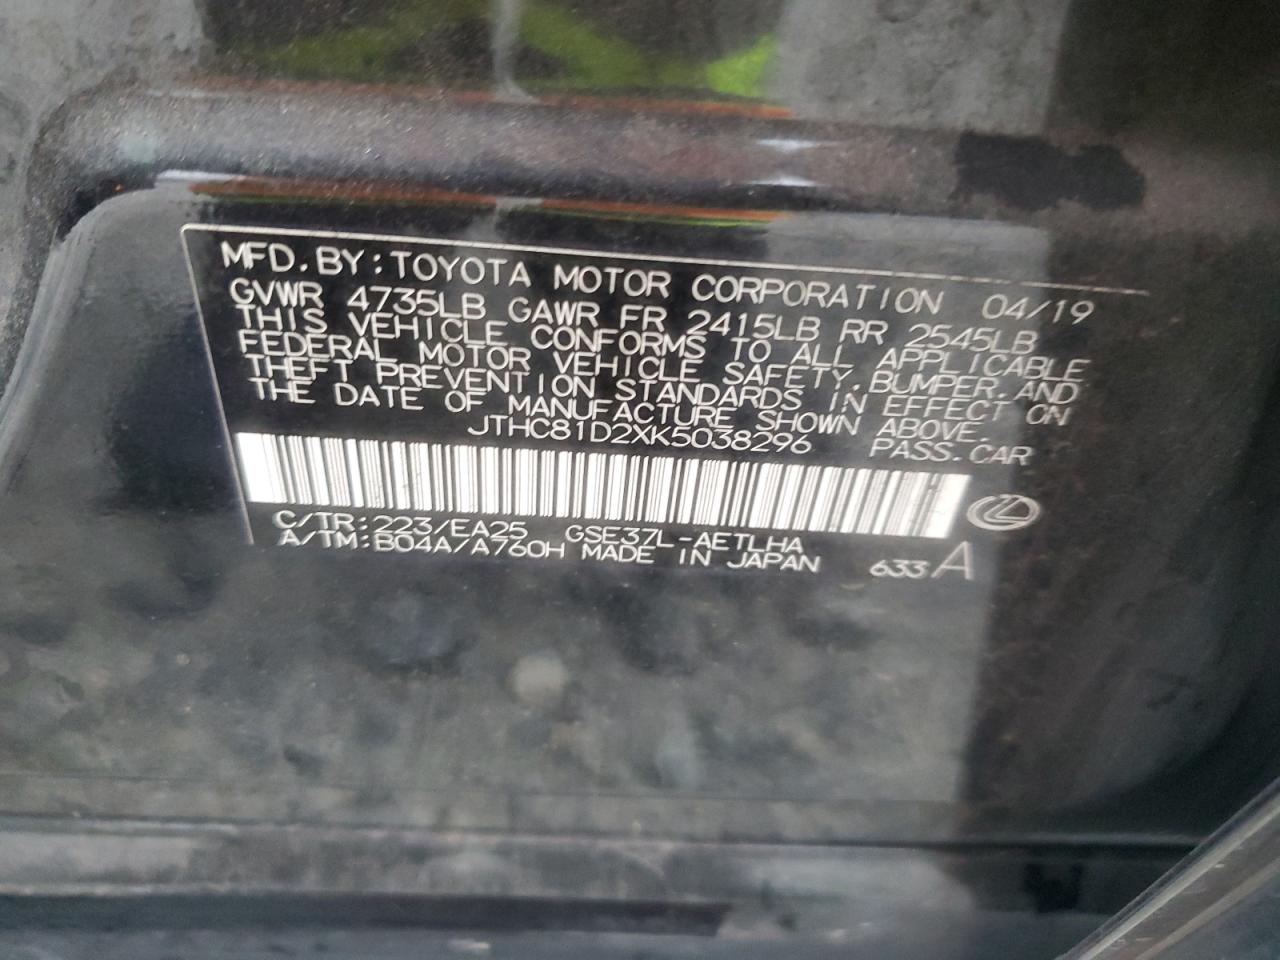 MFD. BY: TOYOTA MOTOR CORPORATION 04/19
GVWR 4735LB GAWR FR 2415LB RR 2545LB
THIS VEHICLE CONFORMS TO ALL APPLICABLE
FEDERAL MOTOR VEHICLE SAFETY, BUMPER, AND
THEFT PREVENTION STANDARDS IN EFFECT ON
THE DATE OF MANUFACTURE SHOWN ABOVE.
JTHC81D2XK5038296 PASS. CAR
C/TR: 223/EA25 GSE37L-AETLHA
A/TM: B04A/A760H MADE IN JAPAN 633A